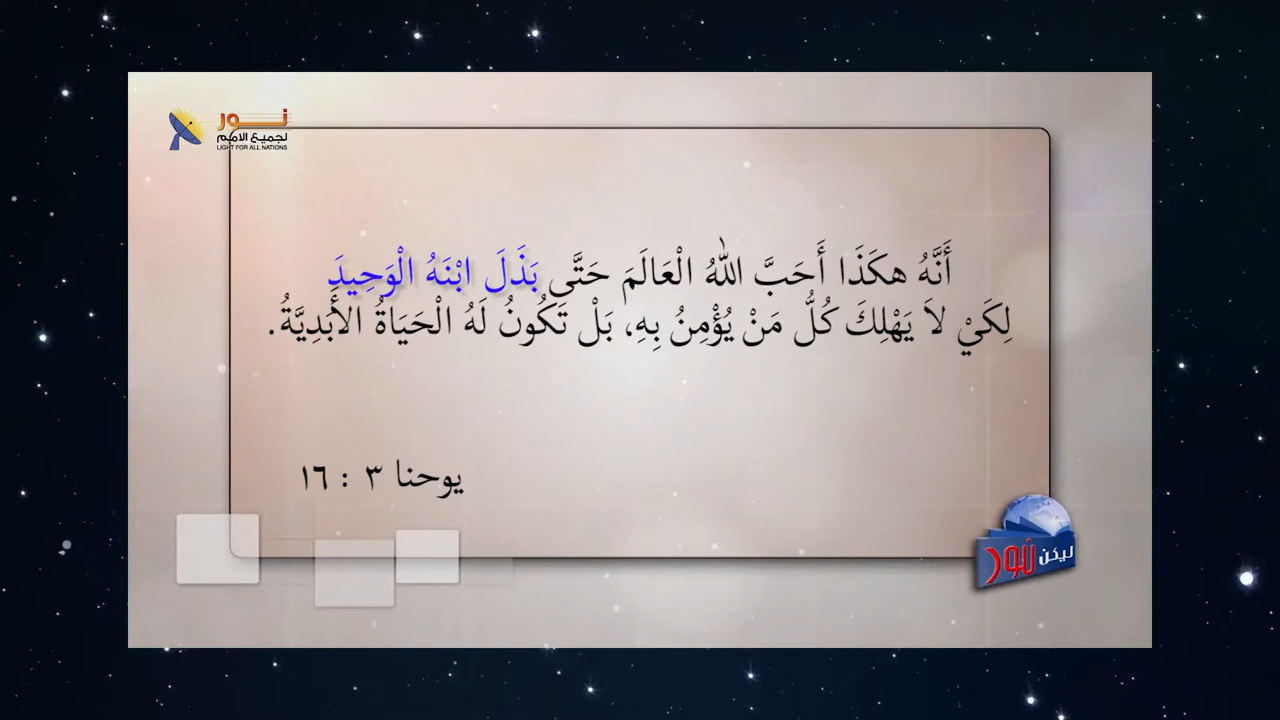 نـــور
لجميع الامم
LIGHT FOR ALL NATIONS
أَنَّهُ هكَذَا أَحَبَّ اللهُ الْعَالَمَ حَتَّى بَذَلَ ابْنَهُ الْوَحِيدَ
لِكَيْ لاَ يَهْلِكَ كُلُّ مَنْ يُؤْمِنُ بِهِ، بَلْ تَكُونُ لَهُ الْحَيَاةُ الأَبَدِيَّةُ.
يوحنا ٣ : ١٦
ليكن نور